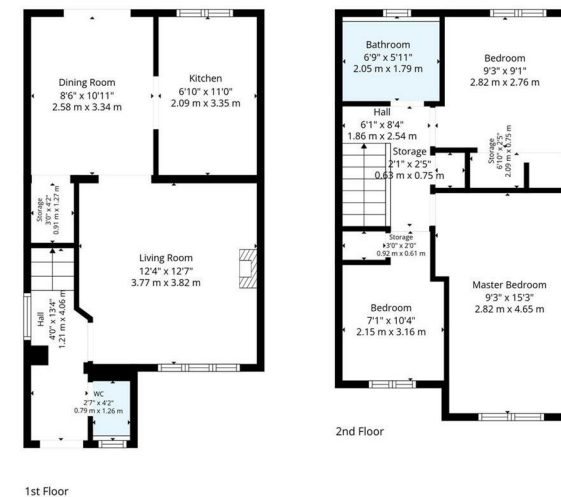 Dining Room
8'6" x 10'11"
2.58 m x 3.34 m
Kitchen
6'10" x 11'0"
2.09 m x 3.35 m
Storage
3'0" x 4'2"
0.91 m x 1.27 m
Living Room
12'4" x 12'7"
3.77 m x 3.82 m
Hall
4'0" x 13'4"
1.21 m x 4.06 m
WC
2'7" x 4'2"
0.79 m x 1.26 m
1st Floor
Bathroom
6'9" x 5'11"
2.05 m x 1.79 m
Bedroom
9'3" x 9'1"
2.82 m x 2.76 m
Hall
6'1" x 8'4"
1.86 m x 2.54 m
Storage
2'1" x 2'5"
0.63 m x 0.75 m
Storage
6'10" x 2'5"
2.09 m x 0.75 m
Storage
3'0" x 2'0"
0.92 m x 0.61 m
Bedroom
7'1" x 10'4"
2.15 m x 3.16 m
Master Bedroom
9'3" x 15'3"
2.82 m x 4.65 m
2nd Floor